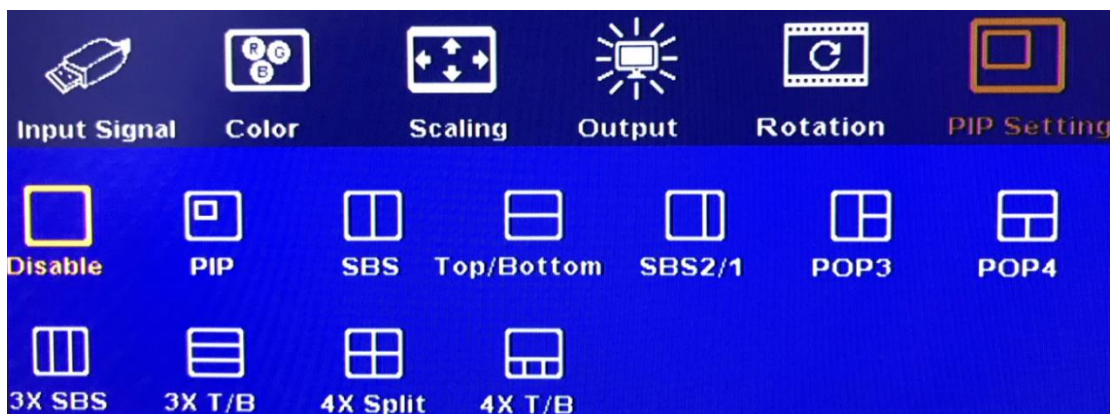 R G B
Input Signal Color Scaling Output Rotation PIP Setting
Disable PIP SBS Top/Bottom SBS2/1 POP3 POP4
3X SBS 3X T/B 4X Split 4X T/B